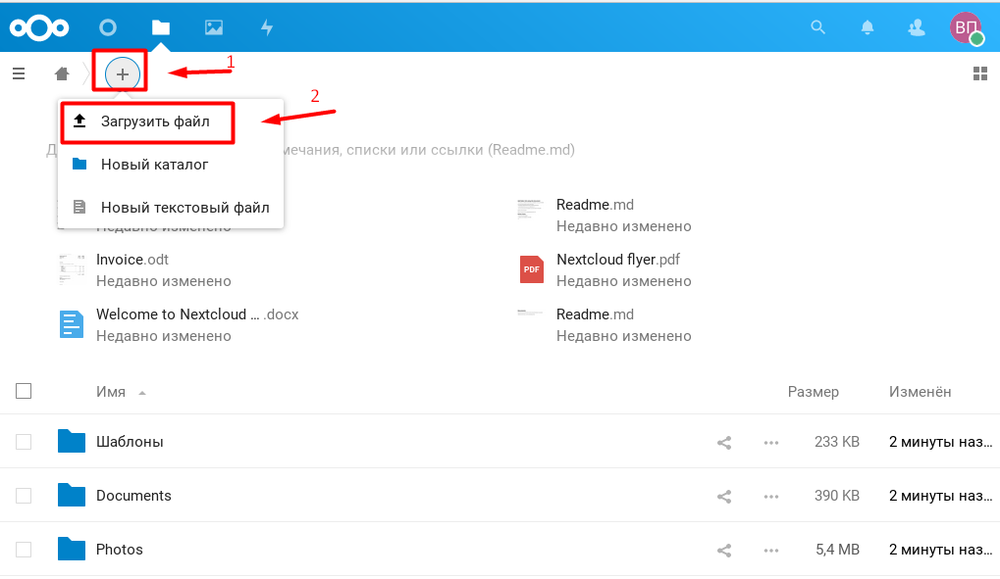 ВП
1
2
Загрузить файл
Новый каталог
Новый текстовый файл
Д мечания, списки или ссылки (Readme.md)
Недавно изменено
Readme.md
Недавно изменено
Invoice.odt
Недавно изменено
Nextcloud flyer.pdf
PDF
Недавно изменено
Welcome to Nextcloud ... .docx
Недавно изменено
Readme.md
Недавно изменено
Имя Размер Изменён
Шаблоны 233 KB 2 минуты наз...
Documents 390 KB 2 минуты наз...
Photos 5,4 MB 2 минуты наз...